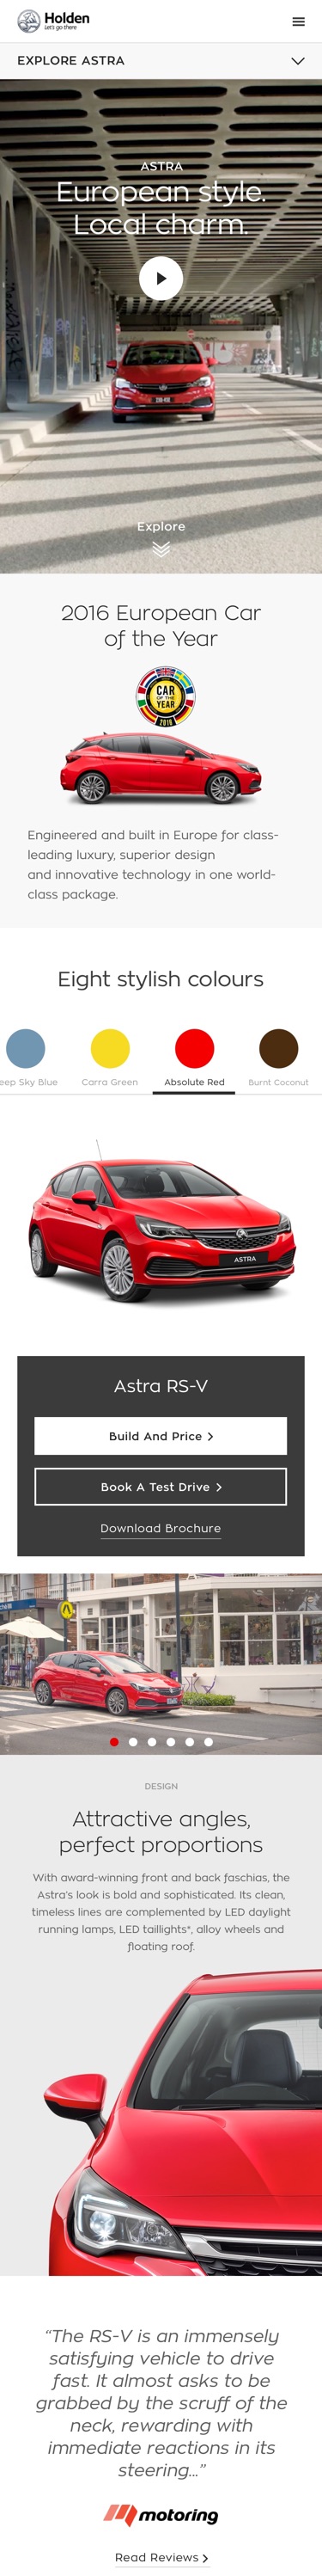 Holden
Let's go there
EXPLORE ASTRA
ASTRA
European style.
Local charm.
Explore
2016 European Car
of the Year
CAR
OF THE
YEAR
2016
Engineered and built in Europe for class-
leading luxury, superior design
and innovative technology in one world-
class package.
Eight stylish colours
eep Sky Blue
Carra Green
Absolute Red
Burnt Coconut
ASTRA
Astra RS-V
Build And Price
Book A Test Drive
Download Brochure
DESIGN
Attractive angles,
perfect proportions
With award-winning front and back faschias, the
Astra's look is bold and sophisticated. Its clean,
timeless lines are complemented by LED daylight
running lamps, LED taillights*, alloy wheels and
floating roof.
“The RS-V is an immensely
satisfying vehicle to drive
fast. It almost asks to be
grabbed by the scruff of the
neck, rewarding with
immediate reactions in its
steering...”
motoring
Read Reviews